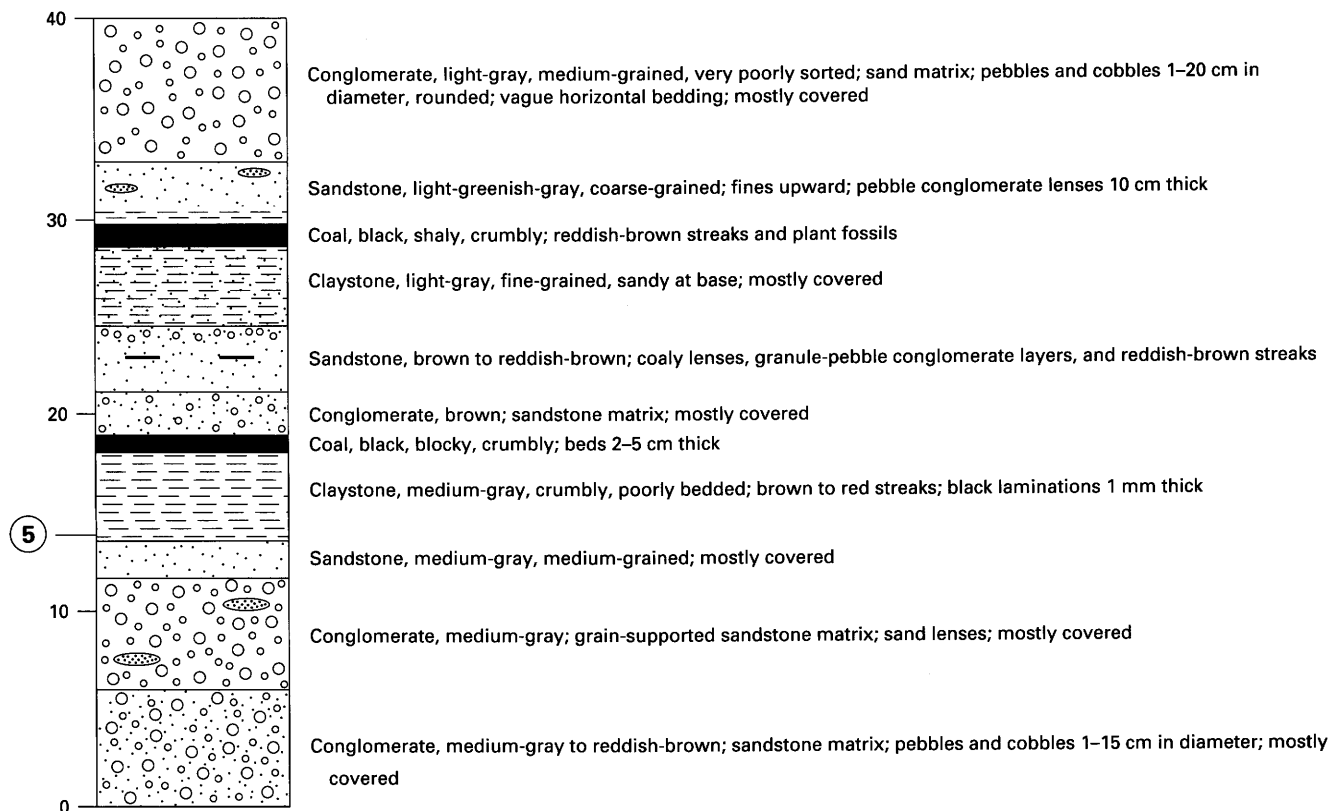 40
Conglomerate, light-gray, medium-grained, very poorly sorted; sand matrix; pebbles and cobbles 1–20 cm in
diameter, rounded; vague horizontal bedding; mostly covered
Sandstone, light-greenish-gray, coarse-grained; fines upward; pebble conglomerate lenses 10 cm thick
30
Coal, black, shaly, crumbly; reddish-brown streaks and plant fossils
Claystone, light-gray, fine-grained, sandy at base; mostly covered
Sandstone, brown to reddish-brown; coaly lenses, granule-pebble conglomerate layers, and reddish-brown streaks
20
Conglomerate, brown; sandstone matrix; mostly covered
Coal, black, blocky, crumbly; beds 2–5 cm thick
Claystone, medium-gray, crumbly, poorly bedded; brown to red streaks; black laminations 1 mm thick
5
Sandstone, medium-gray, medium-grained; mostly covered
10
Conglomerate, medium-gray; grain-supported sandstone matrix; sand lenses; mostly covered
Conglomerate, medium-gray to reddish-brown; sandstone matrix; pebbles and cobbles 1–15 cm in diameter; mostly
covered
0